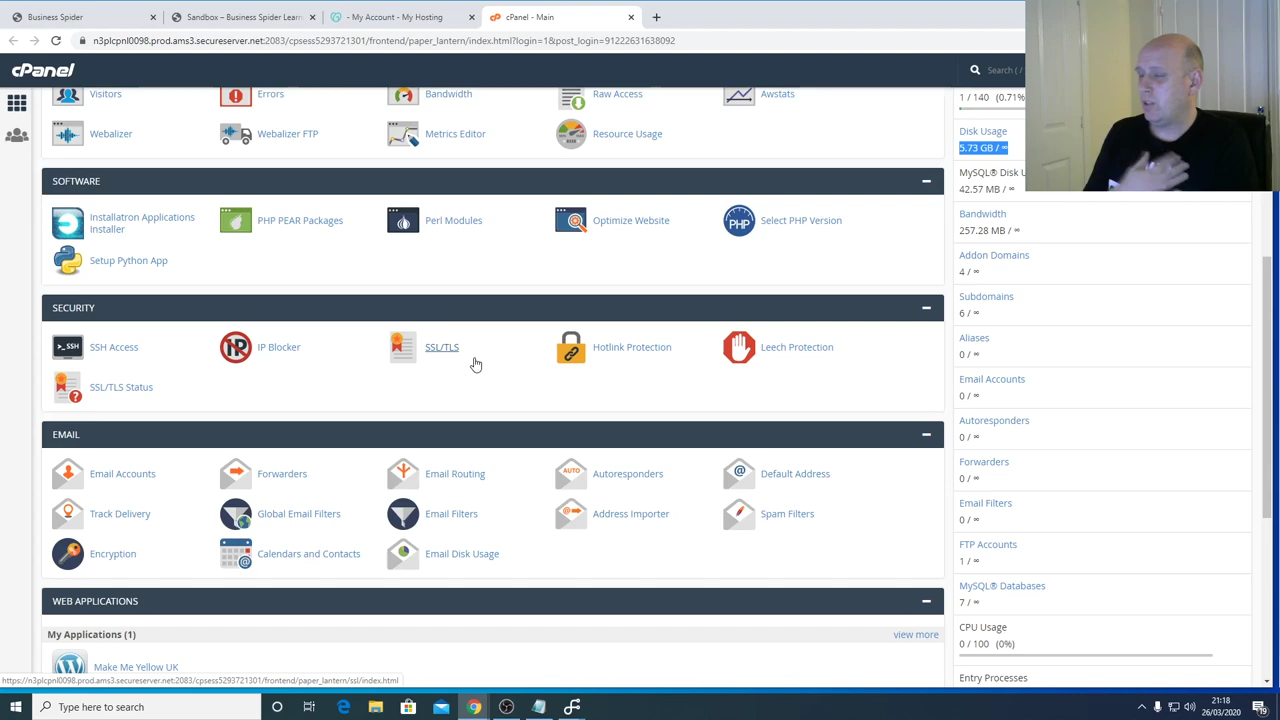 Business Spider
Sandbox – Business Spider Learn
- My Account - My Hosting
cPanel - Main
n3plcpnl0098.prod.ams3.secureserver.net:2083/cpsess5293721301/frontend/paper_lantern/index.html?login=1&post_login=91222631638092
cPanel
Search ( /
Visitors
Errors
Bandwidth
Raw Access
Awstats
Webalizer
Webalizer FTP
Metrics Editor
Resource Usage
SOFTWARE
Installatron Applications
Installer
PHP PEAR Packages
Perl Modules
Optimize Website
PHP
Select PHP Version
Setup Python App
SECURITY
>_SSH
SSH Access
IP
IP Blocker
SSL/TLS
Hotlink Protection
Leech Protection
SSL/TLS Status
EMAIL
Email Accounts
Forwarders
Email Routing
AUTO
Autoresponders
Default Address
Track Delivery
Global Email Filters
Email Filters
Address Importer
Spam Filters
Encryption
Calendars and Contacts
Email Disk Usage
WEB APPLICATIONS
My Applications (1)
view more
Make Me Yellow UK
1 / 140 (0.71%
Disk Usage
5.73 GB / ∞
MySQL® Disk U
42.57 MB / ∞
Bandwidth
257.28 MB / ∞
Addon Domains
4 / ∞
Subdomains
6 / ∞
Aliases
0 / ∞
Email Accounts
0 / ∞
Autoresponders
0 / ∞
Forwarders
0 / ∞
Email Filters
0 / ∞
FTP Accounts
1 / ∞
MySQL® Databases
7 / ∞
CPU Usage
0 / 100 (0%)
Entry Processes
https://n3plcpnl0098.prod.ams3.secureserver.net:2083/cpsess5293721301/frontend/paper_lantern/ssl/index.html
Type here to search
21:18
26/03/2020
19